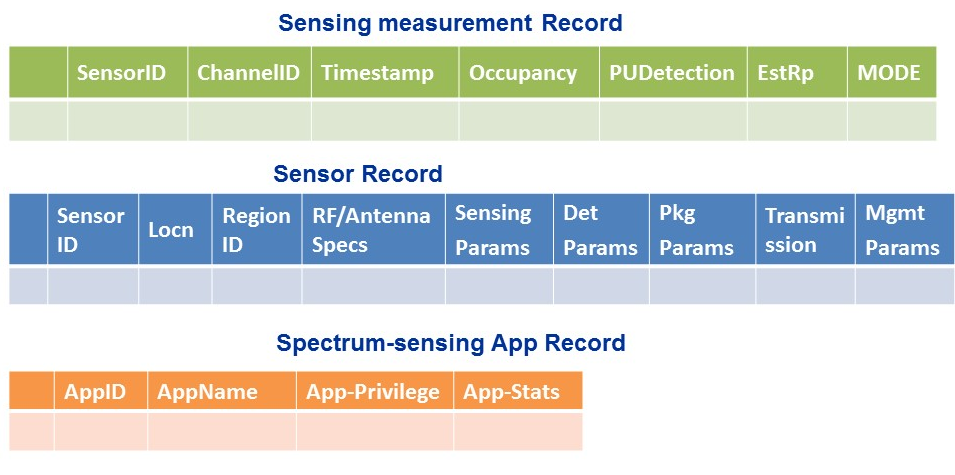 Sensing measurement Record
SensorID ChannelID Timestamp Occupancy PUDetection EstRp MODE
Sensor Record
Sensor ID Locn Region ID RF/Antenna Specs Sensing Params Det Params Pkg Params Transmi ssion Mgmt Params
Spectrum-sensing App Record
AppID AppName App-Privilege App-Stats